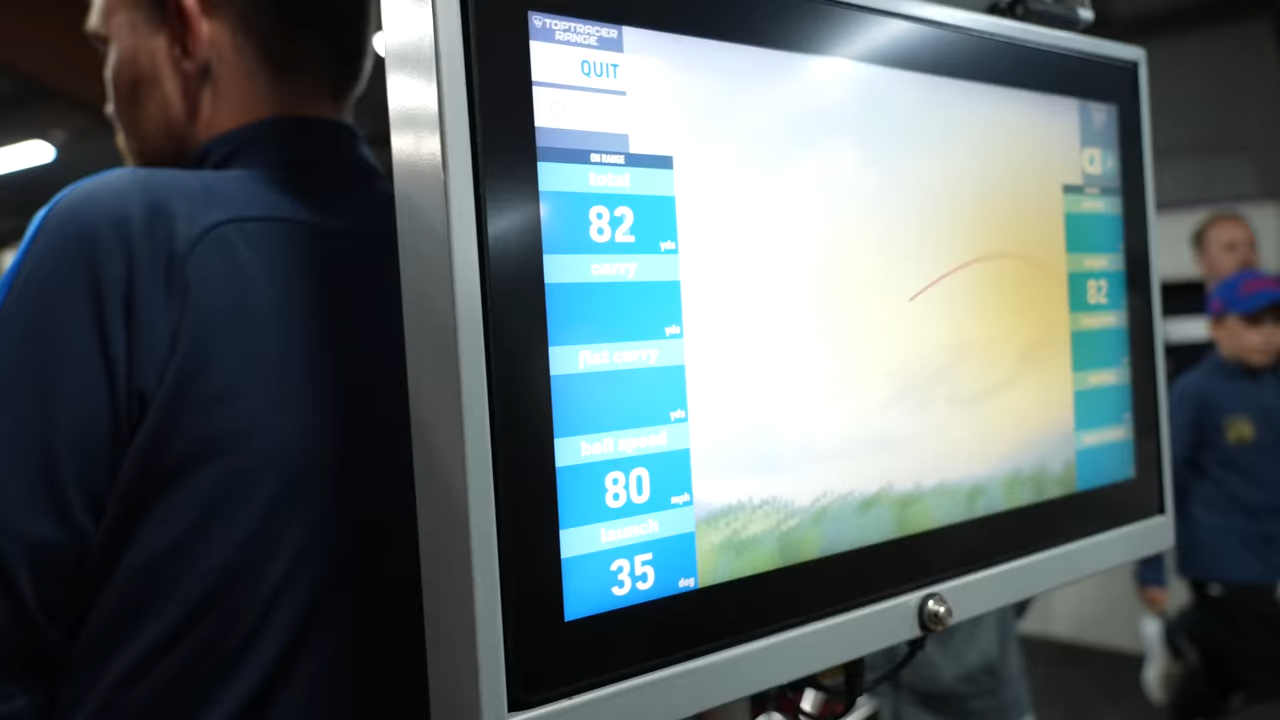 TOPTRACER
RANGE
QUIT
ON RANGE
total
82
yds
carry
yds
flat carry
yds
ball speed
80
mph
launch
35
deg
82